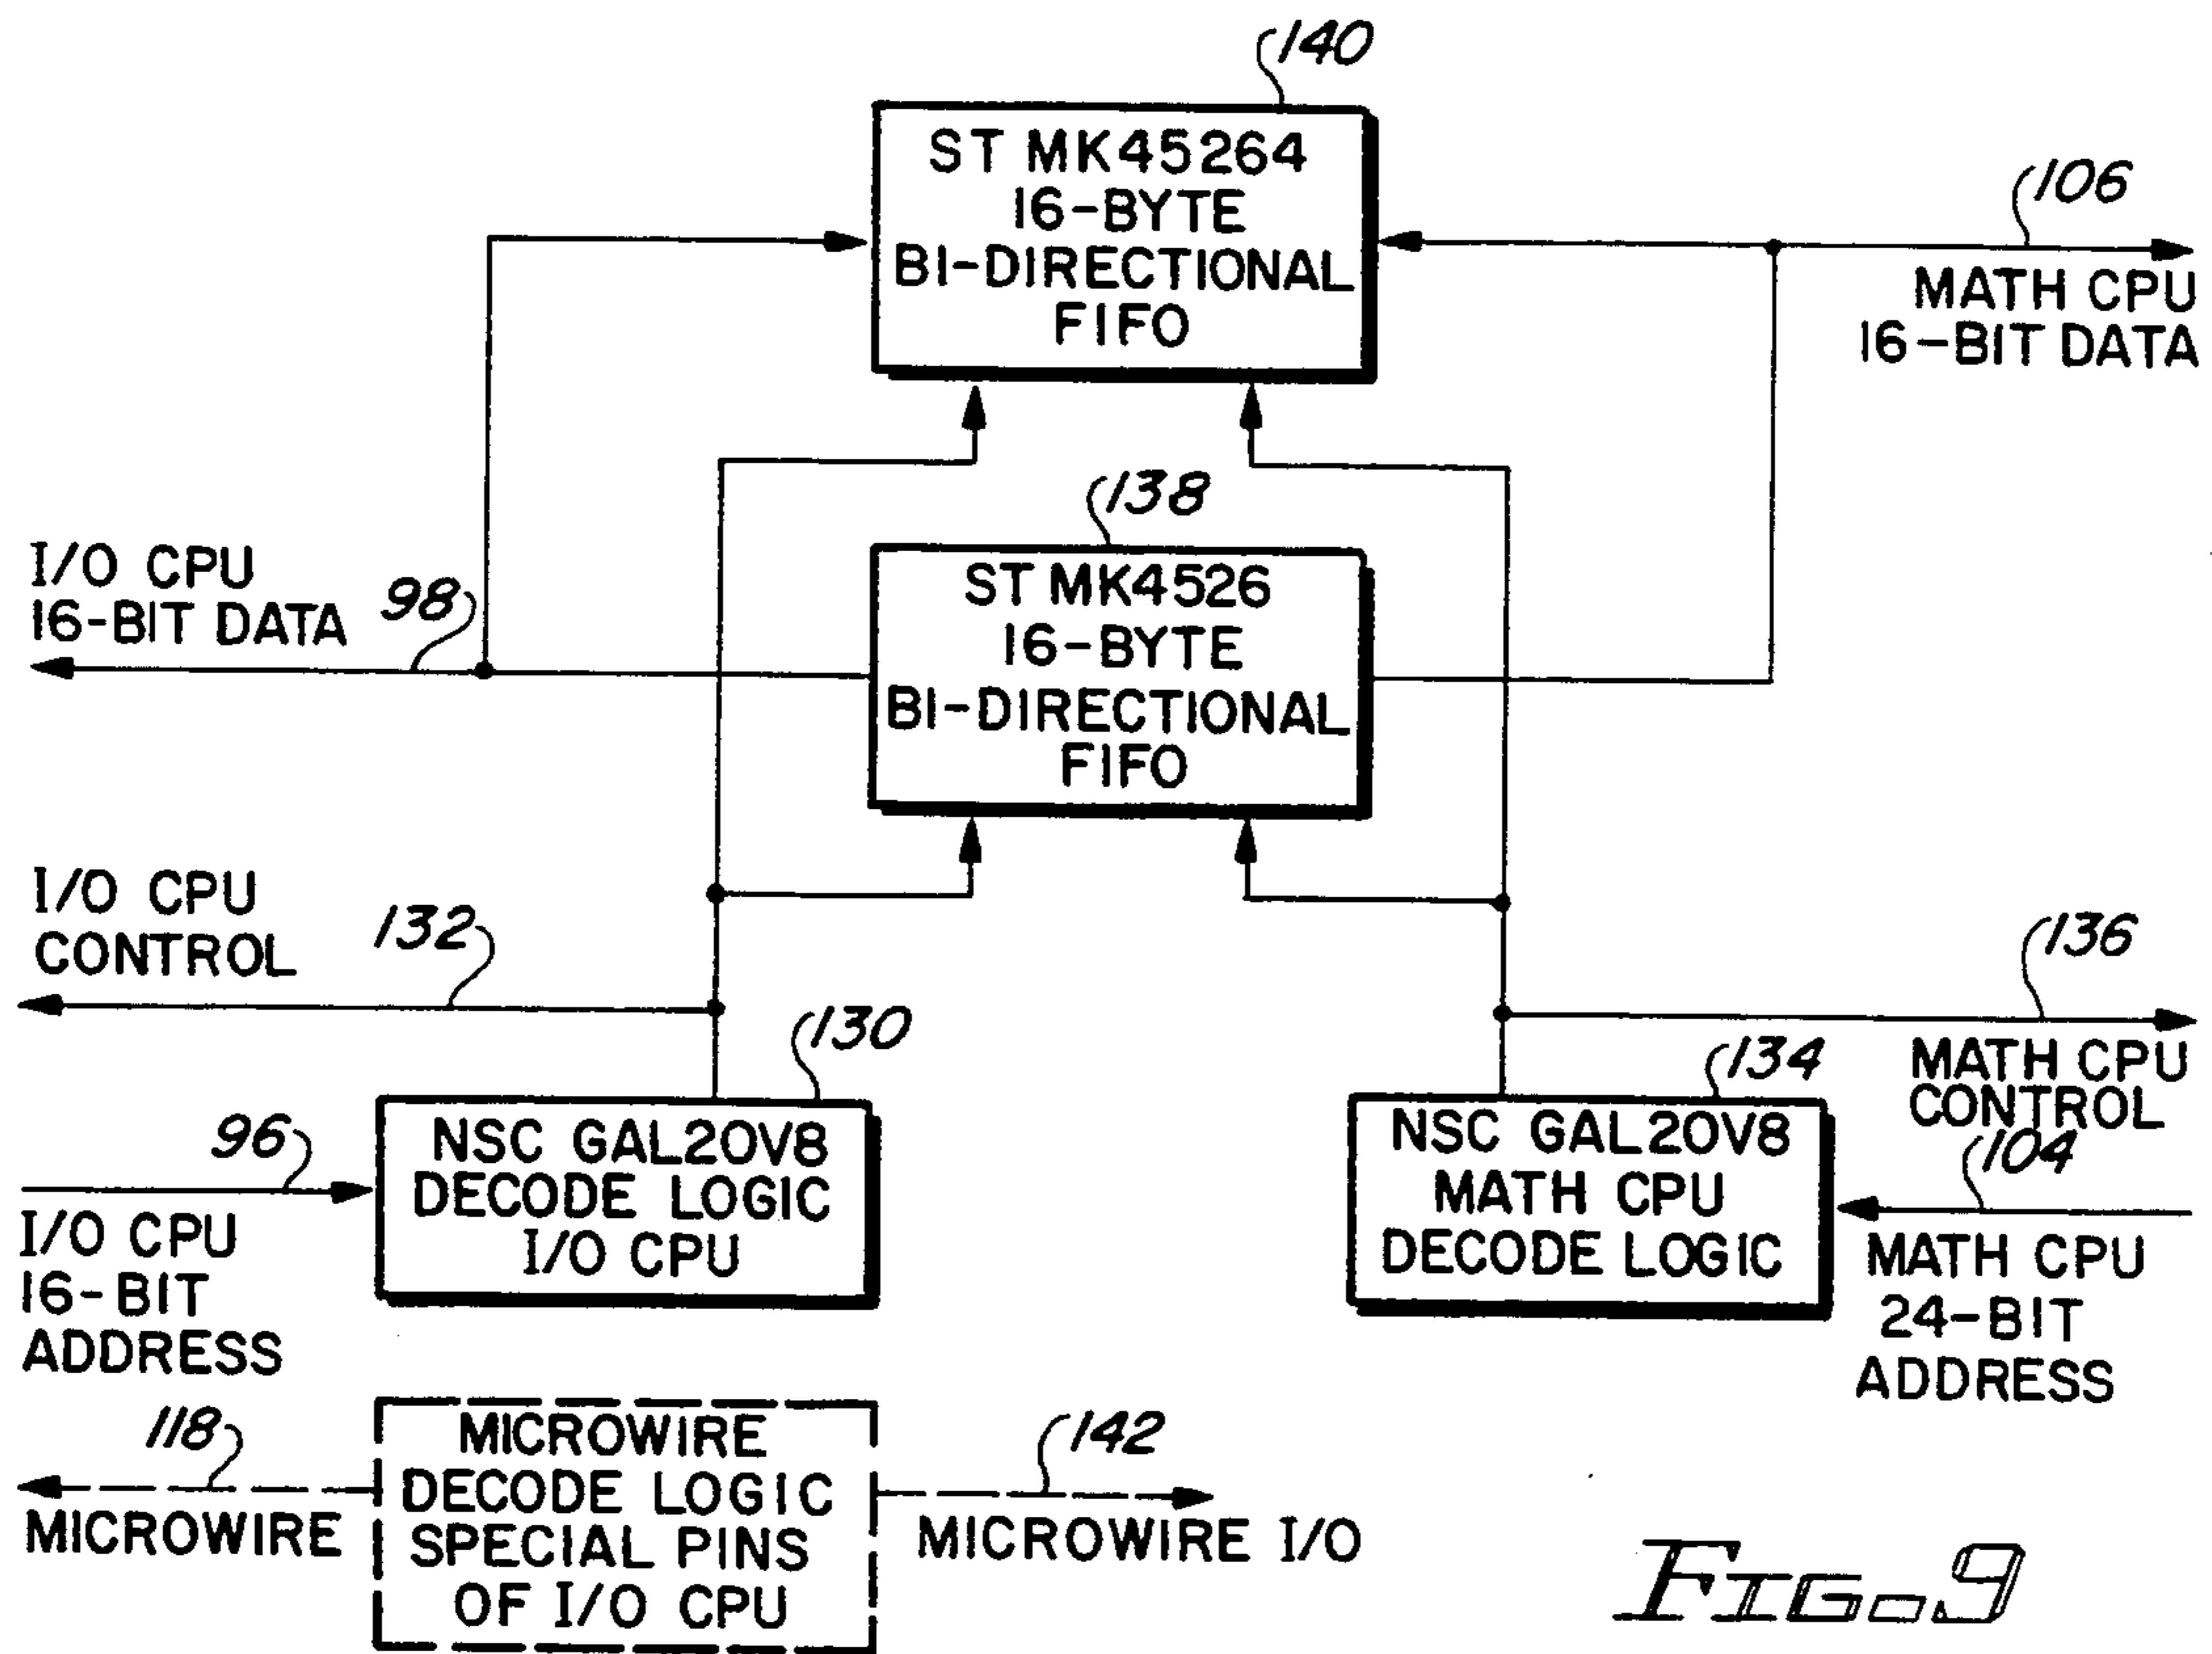 140
ST MK45264
16-BYTE
BI-DIRECTIONAL
FIFO
106
MATH CPU
16-BIT DATA
138
ST MK4526
16-BYTE
BI-DIRECTIONAL
FIFO
I/O CPU
16-BIT DATA
98
I/O CPU
CONTROL
132
136
MATH CPU
CONTROL
130
NSC GAL20V8
DECODE LOGIC
I/O CPU
134
NSC GAL20V8
MATH CPU
DECODE LOGIC
96
I/O CPU
16-BIT
ADDRESS
104
MATH CPU
24-BIT
ADDRESS
118
MICROWIRE
MICROWIRE
DECODE LOGIC
SPECIAL PINS
OF I/O CPU
142
MICROWIRE I/O
FIG. 9